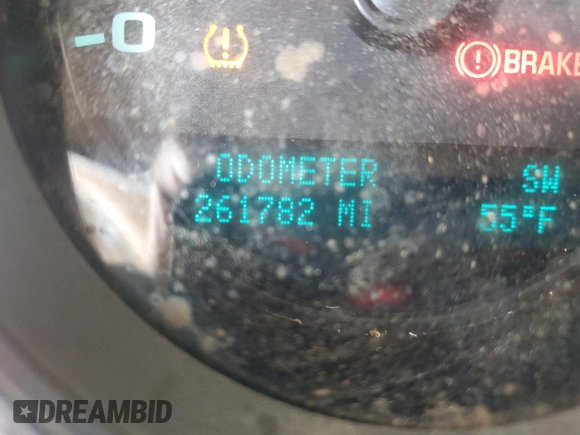 -0
BRAKE
ODOMETER SW
261782 MI 55°F
DREAMBID